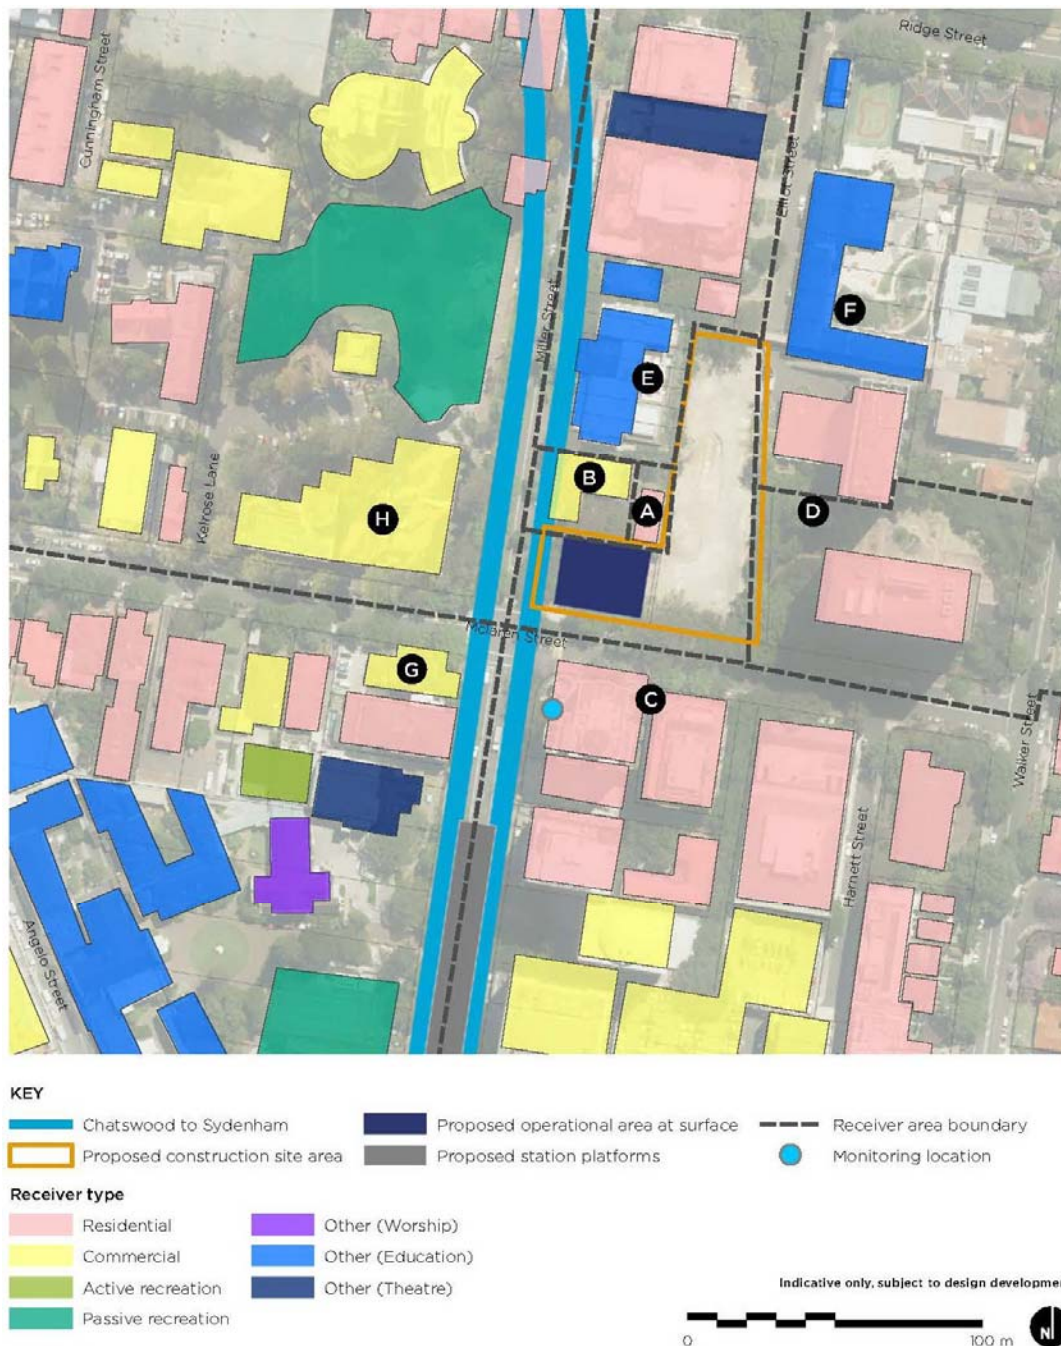 Ridge Street
Cunningham Street
Elliot Street
F
Miller Street
E
B
A
D
H
Kelrose Lane
McLaren Street
G
C
Walker Street
Harnett Street
Angelo Street
KEY
Chatswood to Sydenham
Proposed operational area at surface
Receiver area boundary
Proposed construction site area
Proposed station platforms
Monitoring location
Receiver type
Residential
Other (Worship)
Commercial
Other (Education)
Active recreation
Other (Theatre)
Passive recreation
Indicative only, subject to design developmen
0
100 m
N